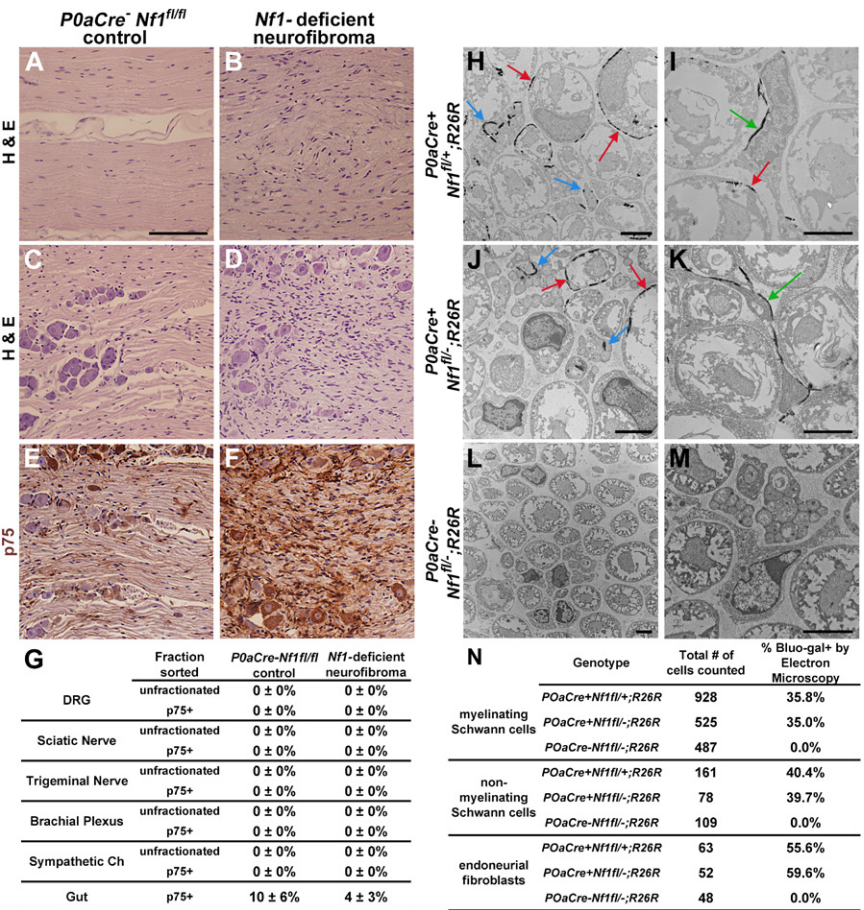 P0aCre- Nf1fl/fl
control
Nf1- deficient
neurofibroma
A
B
H & E
C
D
H & E
E
F
p75
H
I
P0aCre+
Nf1fl/+;R26R
J
K
P0aCre+
Nf1fl/-;R26R
L
M
P0aCre-
Nf1fl/-;R26R
G
Fraction sorted P0aCre-Nf1fl/fl control Nf1-deficient neurofibroma
DRG unfractionated 0 ± 0% 0 ± 0%
p75+ 0 ± 0% 0 ± 0%
Sciatic Nerve unfractionated 0 ± 0% 0 ± 0%
p75+ 0 ± 0% 0 ± 0%
Trigeminal Nerve unfractionated 0 ± 0% 0 ± 0%
p75+ 0 ± 0% 0 ± 0%
Brachial Plexus unfractionated 0 ± 0% 0 ± 0%
p75+ 0 ± 0% 0 ± 0%
Sympathetic Ch unfractionated 0 ± 0% 0 ± 0%
p75+ 0 ± 0% 0 ± 0%
Gut p75+ 10 ± 6% 4 ± 3%
N
Genotype Total # of cells counted % Bluo-gal+ by Electron Microscopy
myelinating Schwann cells POaCre+Nf1fl/+;R26R 928 35.8%
POaCre+Nf1fl/-;R26R 525 35.0%
POaCre-Nf1fl/-;R26R 487 0.0%
non-myelinating Schwann cells POaCre+Nf1fl/+;R26R 161 40.4%
POaCre+Nf1fl/-;R26R 78 39.7%
POaCre-Nf1fl/-;R26R 109 0.0%
endoneurial fibroblasts POaCre+Nf1fl/+;R26R 63 55.6%
POaCre+Nf1fl/-;R26R 52 59.6%
POaCre-Nf1fl/-;R26R 48 0.0%